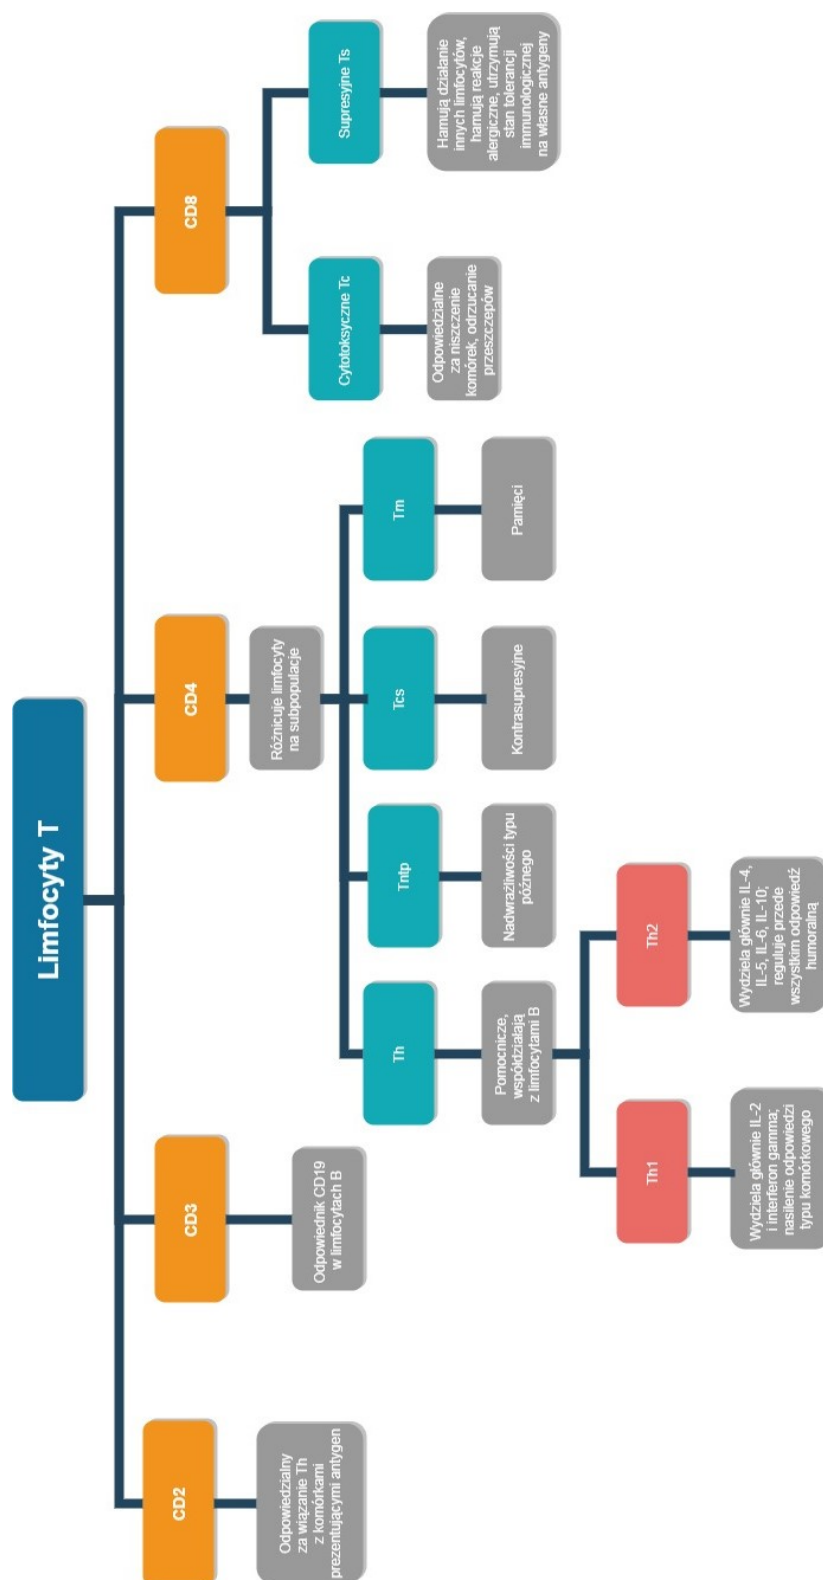 Limfocyty T
CD2
CD3
CD4
CD8
Odpowiedzialny
za wiązanie Th
z komórkami
prezentującymi antygen
Odpowiednik CD19
w limfocytach B
Różnicuje limfocyty
na subpopulacje
Th
Tntp
Tcs
Tm
Pomocnicze,
współdziałają
z limfocytami B
Nadwrażliwości typu
późnego
Kontrasupresyjne
Pamięci
Th1
Th2
Wydziela głównie IL-2
i interferon gamma;
nasilenie odpowiedzi
typu komórkowego
Wydziela głównie IL-4,
IL-5, IL-6, IL-10;
reguluje przede
wszystkim odpowiedź
humoralną
Cytotoksyczne Tc
Supresyjne Ts
Odpowiedzialne
za niszczenie
komórek, odrzucanie
przeszczepów
Hamują działanie
innych limfocytów,
hamują reakcje
alergiczne, utrzymują
stan tolerancji
immunologicznej
na własne antygeny